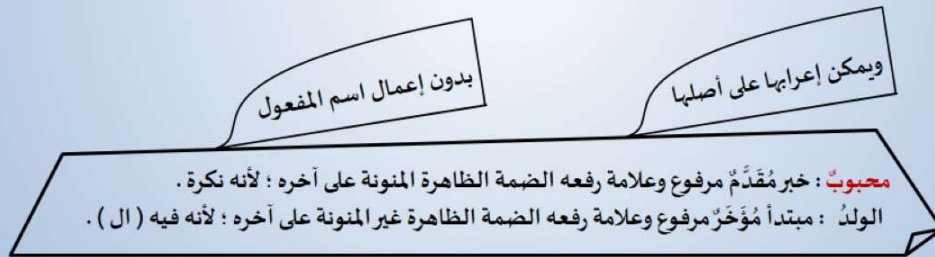 ويمكن إعرابها على أصلها
بدون إعمال اسم المفعول
محبوبٌ : خبر مُقَدَّمٌ مرفوع وعلامة رفعه الضمة الظاهرة المنونة على آخره ؛ لأنه نكرة .
الولدُ : مبتدأ مُؤَخَرٌ مرفوع وعلامة رفعه الضمة الظاهرة غير المنونة على آخره ؛ لأنه فيه ( ال ) .